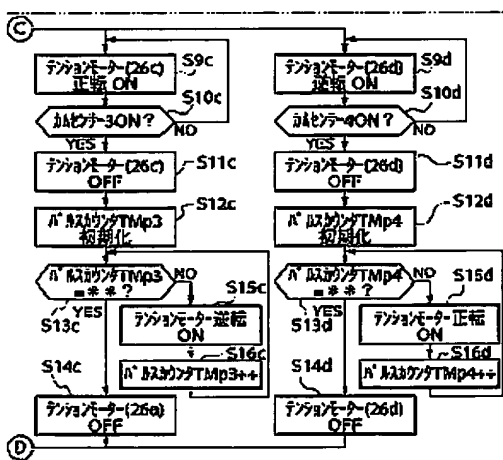 C
テンションモーター(26c)
正転 ON
S9c
カムセンサー3ON?
S10c
NO
YES
テンションモーター(26c)
OFF
S11c
パルスカウンタTMp3
初期化
S12c
パルスカウンタTMp3
=**?
NO
S13c
YES
S15c
テンションモーター逆転
ON
S16c
パルスカウンタTMp3++
S14c
テンションモーター(26a)
OFF
テンションモーター(26d)
逆転 ON
S9d
カムセンサー4ON?
S10d
NO
YES
テンションモーター(26d)
OFF
S11d
パルスカウンタTMp4
初期化
S12d
パルスカウンタTMp4
=**?
NO
S13d
YES
S15d
テンションモーター正転
ON
S16d
パルスカウンタTMp4++
S14d
テンションモーター(26d)
OFF
D